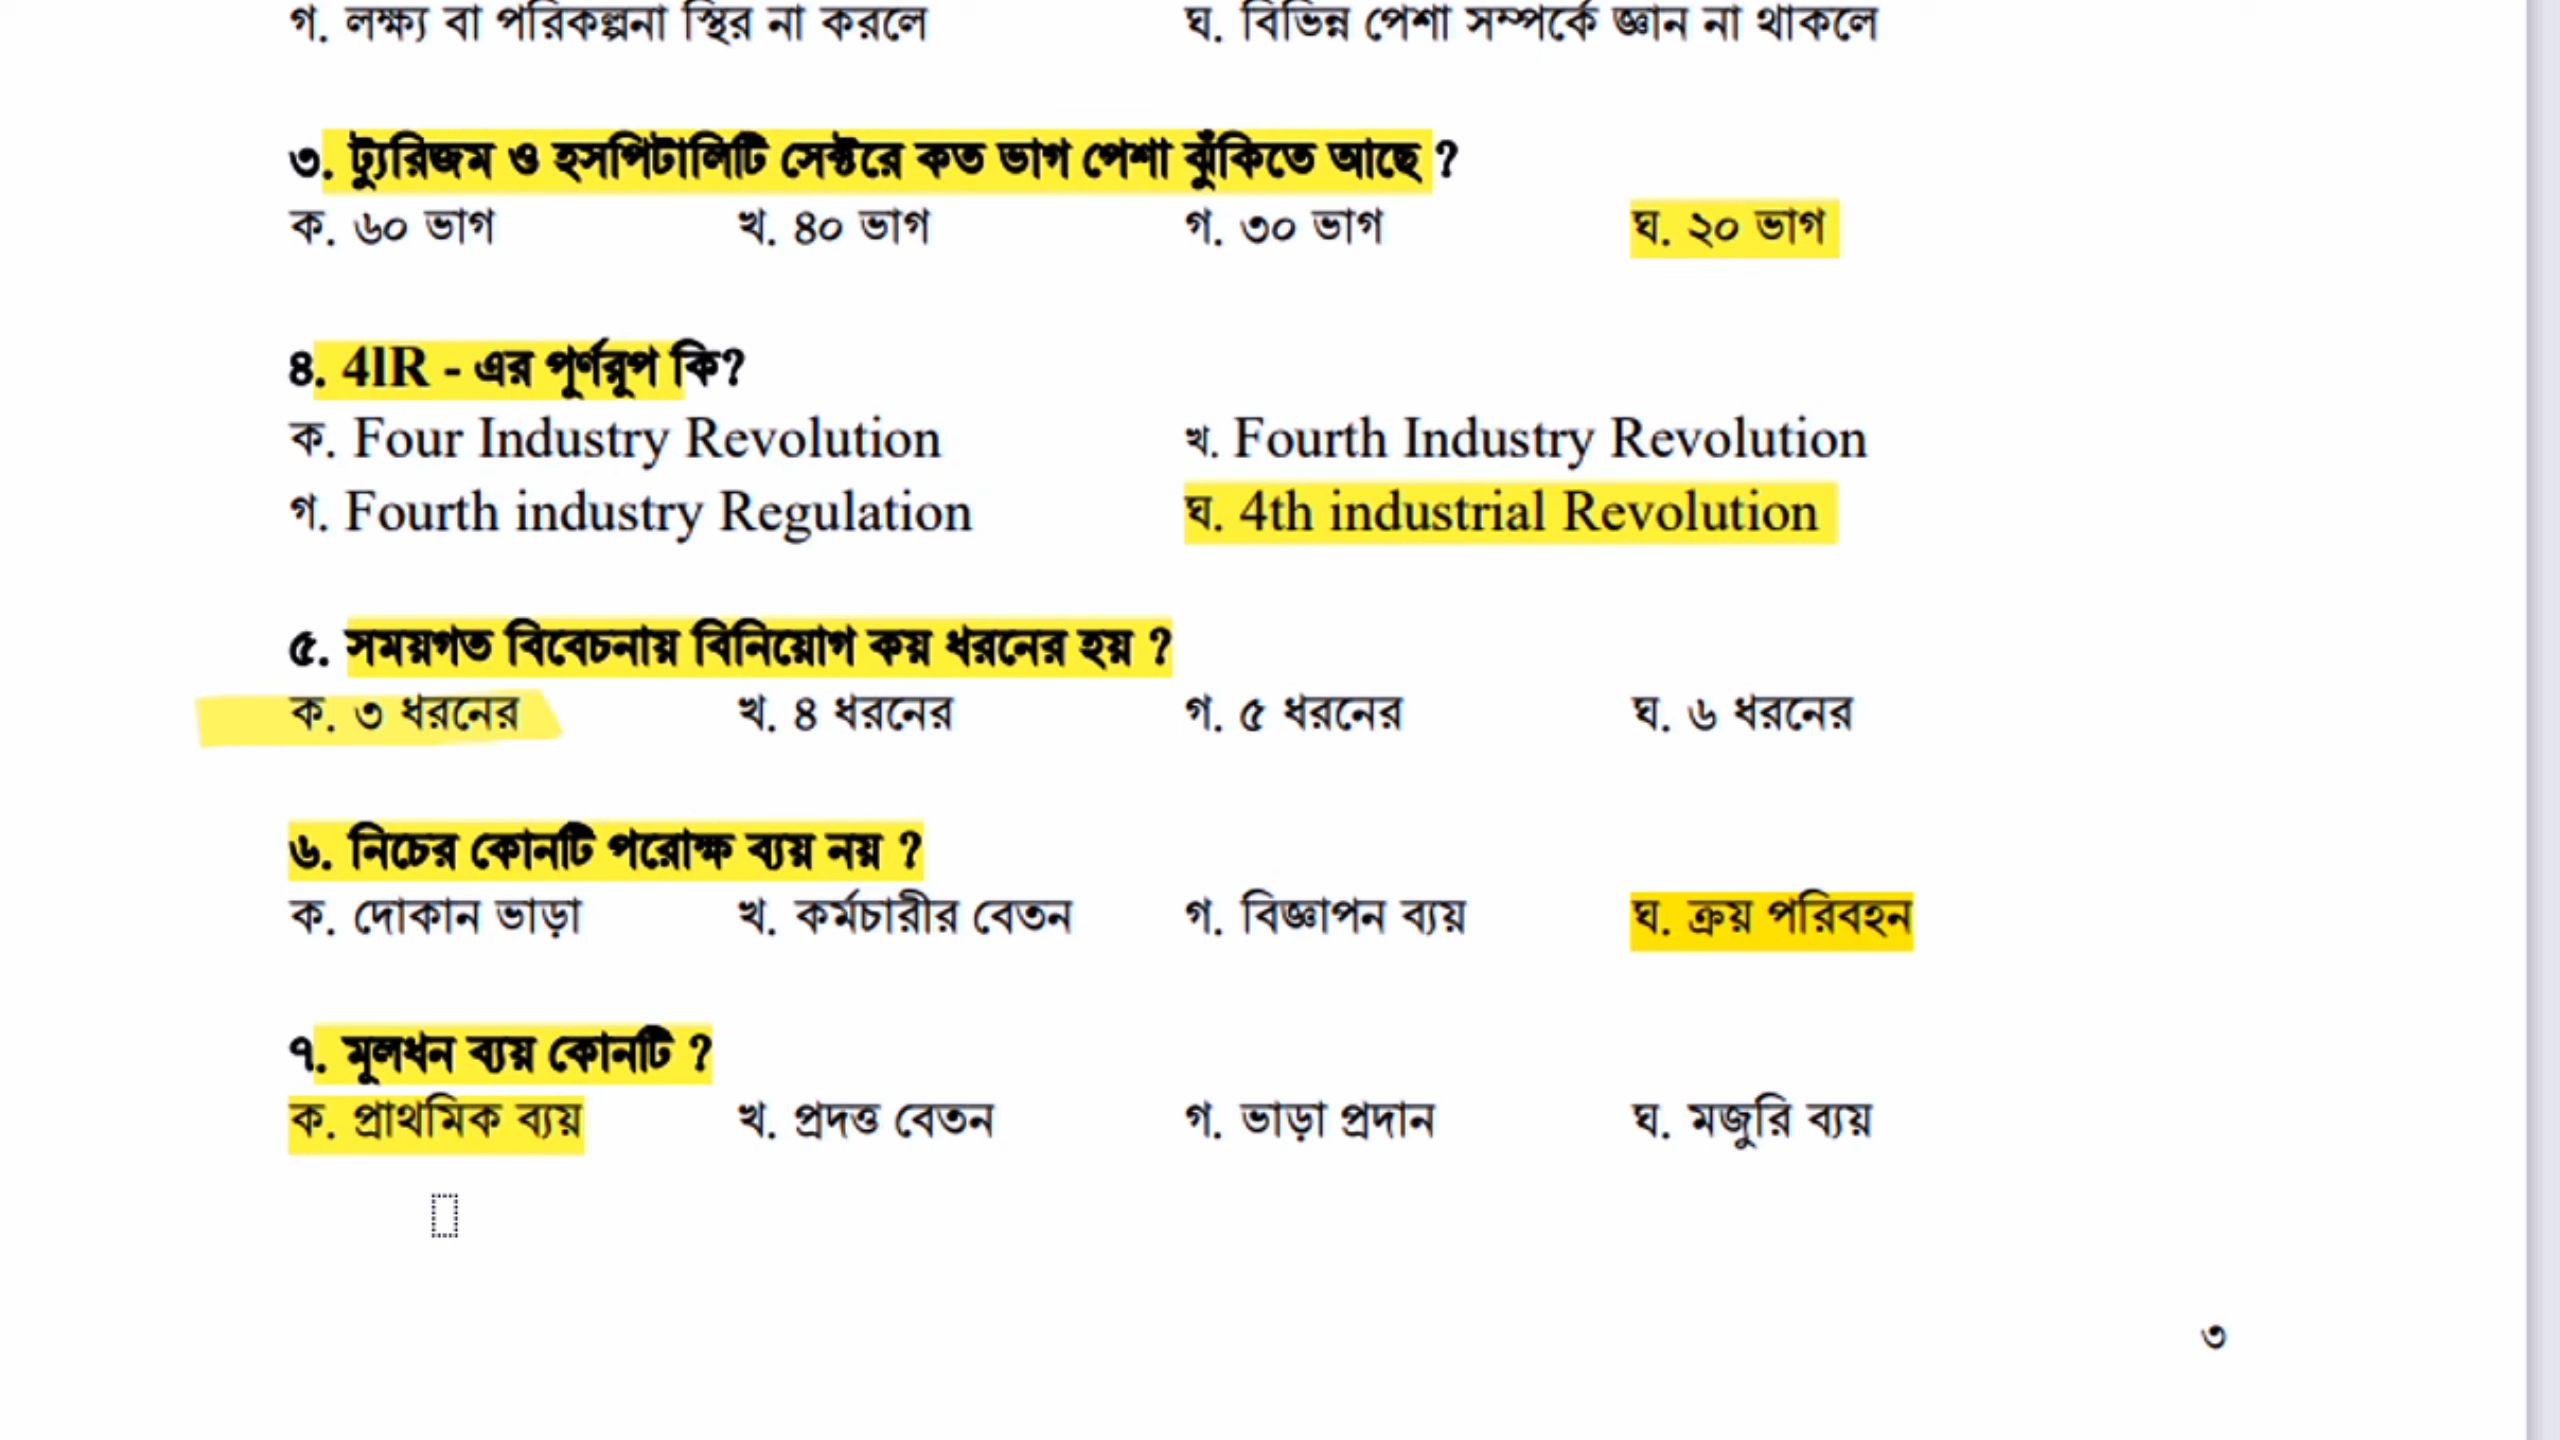 গ. লক্ষ্য বা পরিকল্পনা স্থির না করলে ঘ. বিভিন্ন পেশা সম্পর্কে জ্ঞান না থাকলে
৩. ট্যুরিজম ও হসপিটালিটি সেক্টরে কত ভাগ পেশা ঝুঁকিতে আছে ?
ক. ৬০ ভাগ খ. ৪০ ভাগ গ. ৩০ ভাগ ঘ. ২০ ভাগ
৪. 4IR - এর পূর্ণরূপ কি?
ক. Four Industry Revolution খ. Fourth Industry Revolution
গ. Fourth industry Regulation ঘ. 4th industrial Revolution
৫. সময়গত বিবেচনায় বিনিয়োগ কয় ধরনের হয় ?
ক. ৩ ধরনের খ. ৪ ধরনের গ. ৫ ধরনের ঘ. ৬ ধরনের
৬. নিচের কোনটি পরোক্ষ ব্যয় নয় ?
ক. দোকান ভাড়া খ. কর্মচারীর বেতন গ. বিজ্ঞাপন ব্যয় ঘ. ক্রয় পরিবহন
৭. মূলধন ব্যয় কোনটি ?
ক. প্রাথমিক ব্যয় খ. প্রদত্ত বেতন গ. ভাড়া প্রদান ঘ. মজুরি ব্যয়
৩